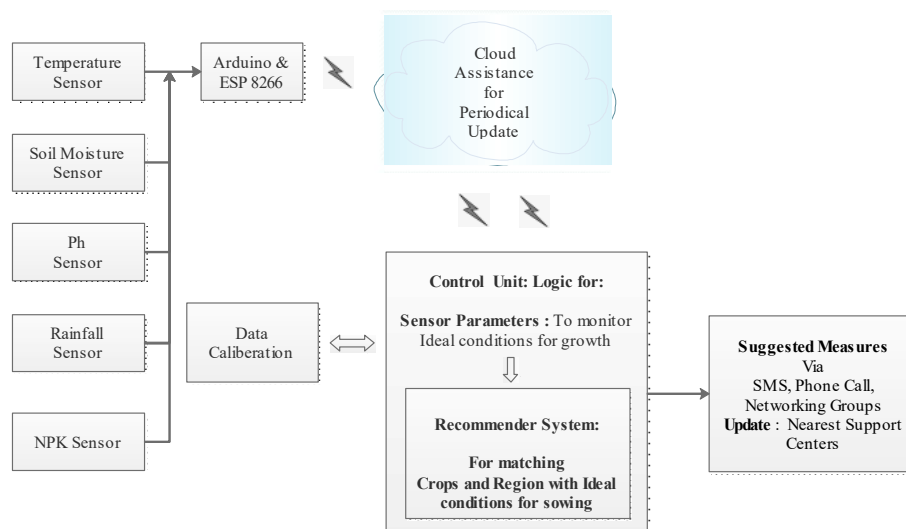 Temperature
Sensor
Arduino &
ESP 8266
Cloud
Assistance
for
Periodical
Update
Soil Moisture
Sensor
Ph
Sensor
Rainfall
Sensor
NPK Sensor
Data
Caliberation
Control Unit: Logic for:
Sensor Parameters : To monitor
Ideal conditions for growth
Recommender System:
For matching
Crops and Region with Ideal
conditions for sowing
Suggested Measures
Via
SMS, Phone Call,
Networking Groups
Update : Nearest Support
Centers